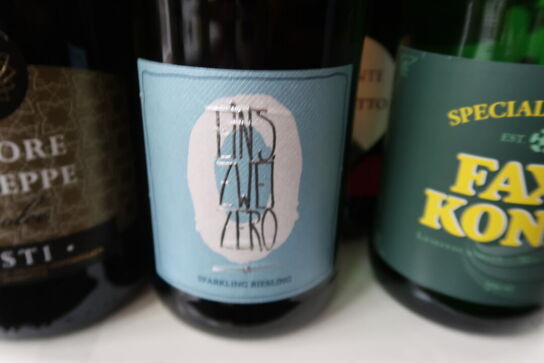 ORE
EPPE
STI
EINS
ZWEI
ZERO
SPARKLING RIESLING
SPECIAL
EST.
FAX
KON